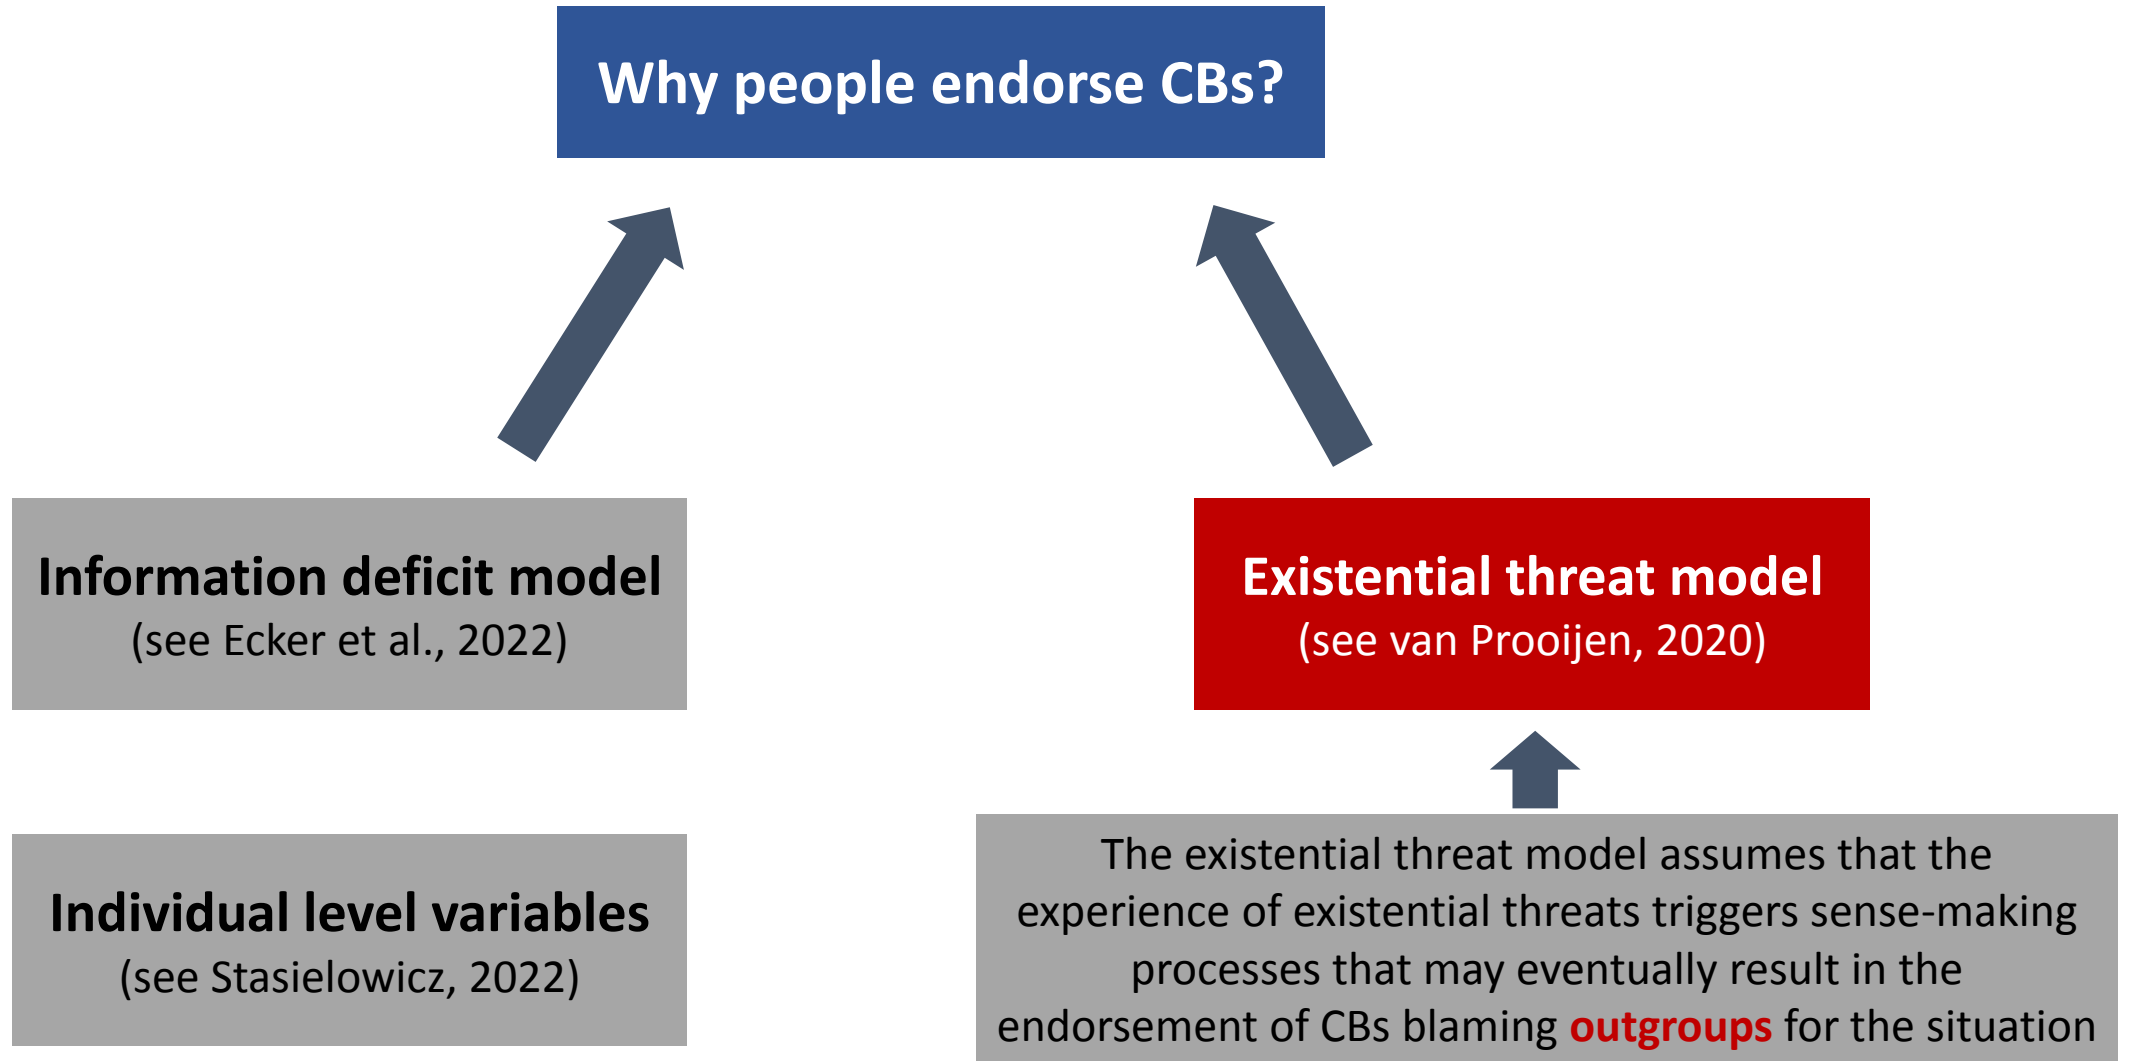 Why people endorse CBs?
Information deficit model
(see Ecker et al., 2022)
Existential threat model
(see van Prooijen, 2020)
Individual level variables
(see Stasielowicz, 2022)
The existential threat model assumes that the
experience of existential threats triggers sense-making
processes that may eventually result in the
endorsement of CBs blaming outgroups for the situation